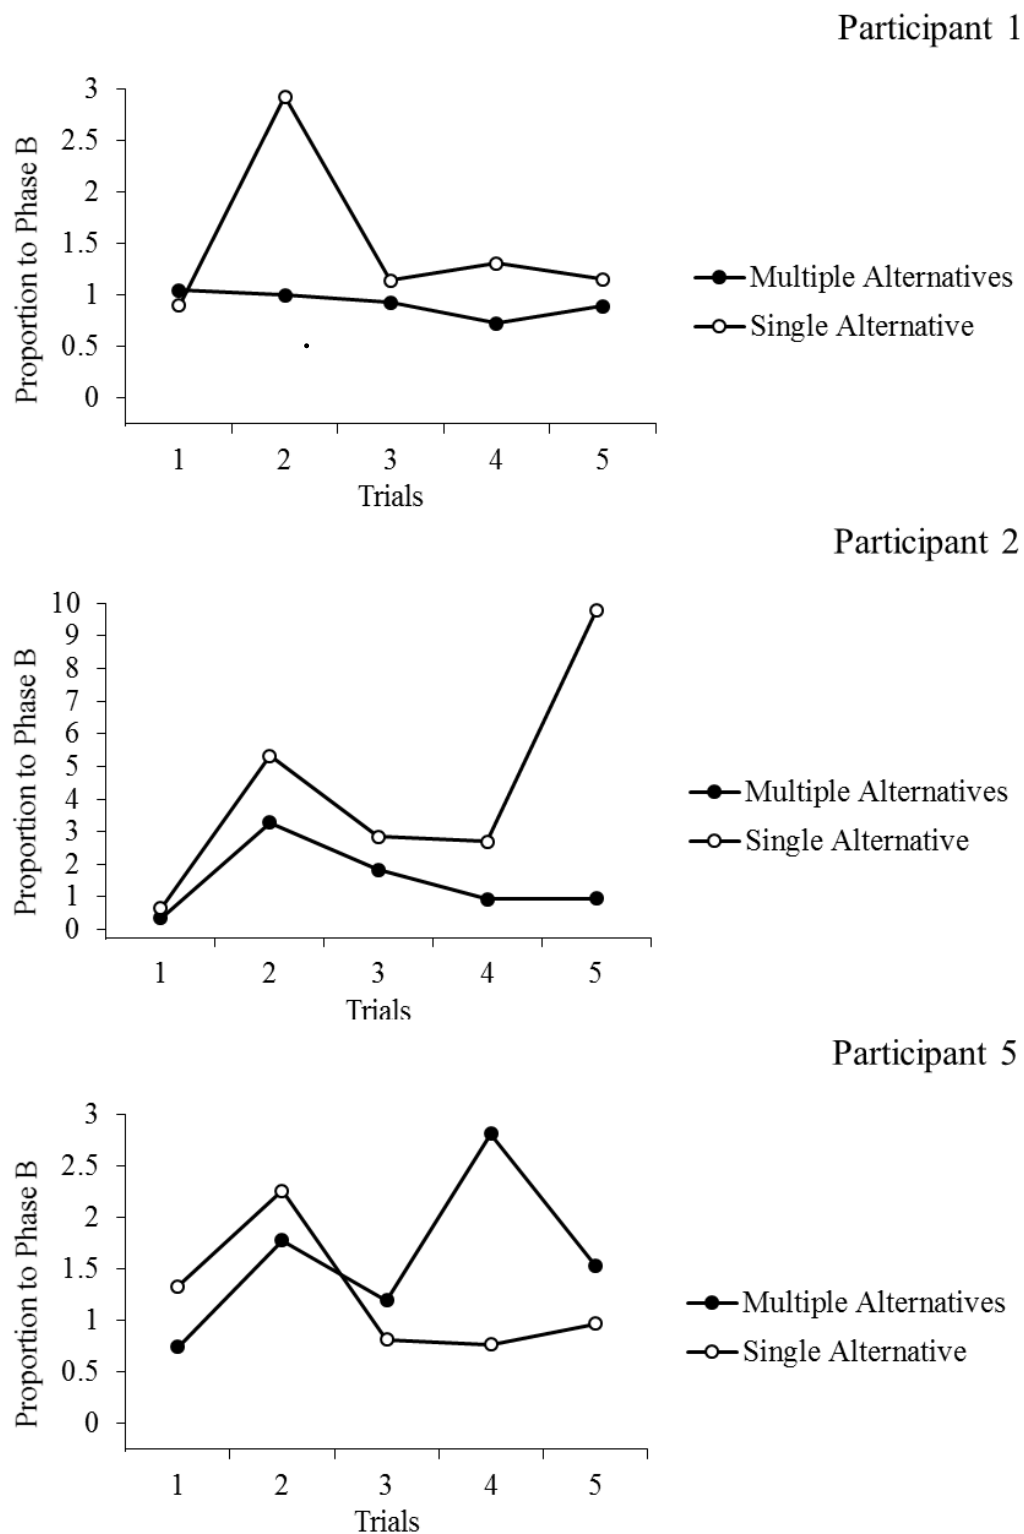 Participant 1
Proportion to Phase B
3
2.5
2
1.5
1
0.5
0
1 2 3 4 5
Trials
Multiple Alternatives
Single Alternative
Participant 2
Proportion to Phase B
10
9
8
7
6
5
4
3
2
1
0
1 2 3 4 5
Trials
Multiple Alternatives
Single Alternative
Participant 5
Proportion to Phase B
3
2.5
2
1.5
1
0.5
0
1 2 3 4 5
Trials
Multiple Alternatives
Single Alternative